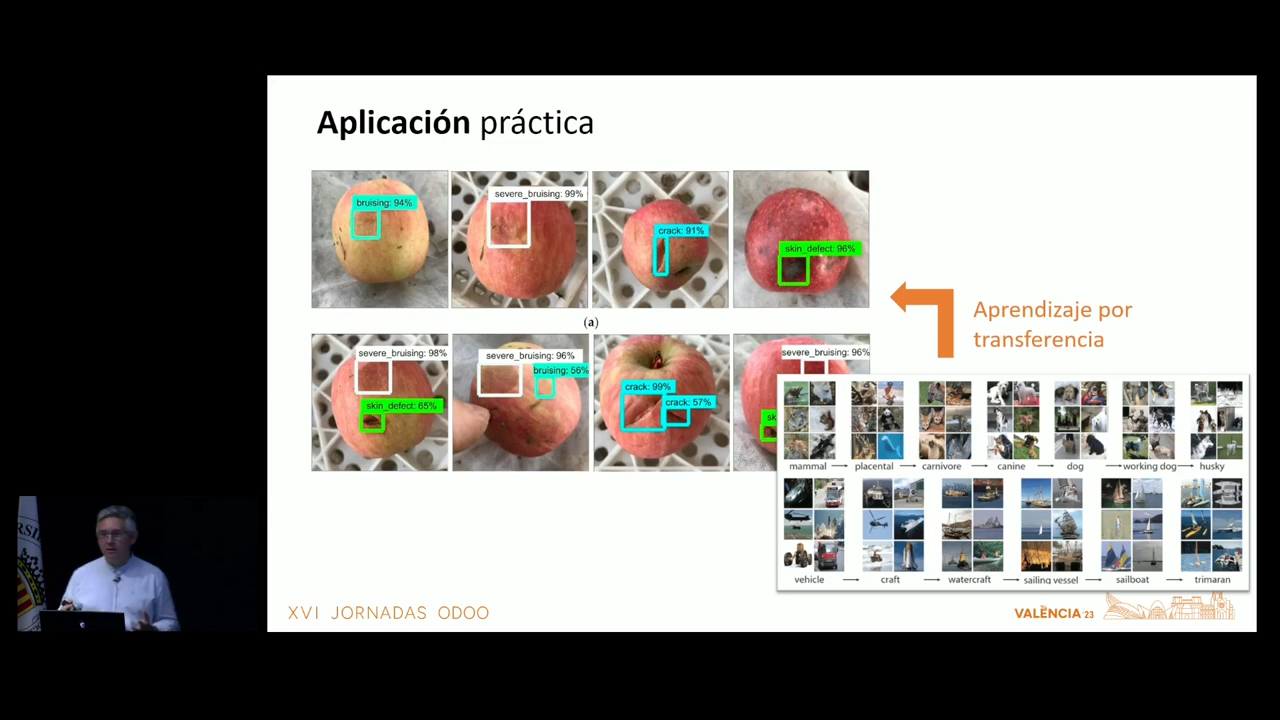 Aplicación práctica
bruising: 94%
severe_bruising: 99%
crack: 91%
skin_defect: 96%
(a)
severe_bruising: 98%
skin_defect: 65%
severe_bruising: 96%
bruising: 56%
crack: 99%
crack: 57%
severe_bruising: 96%
sk
Aprendizaje por
transferencia
mammal placental carnivore canine dog working dog husky
vehicle craft watercraft sailing vessel sailboat trimaran
XVI JORNADAS ODOO
VALÈNCIA '23